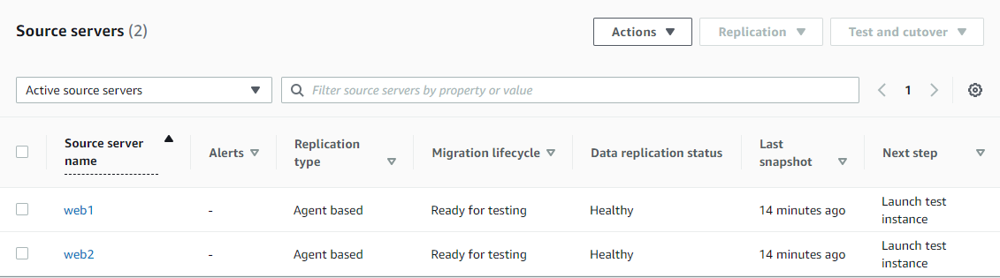 Source servers (2)
Actions
Replication
Test and cutover
Active source servers
Filter source servers by property or value
1
Source server name
Alerts
Replication type
Migration lifecycle
Data replication status
Last snapshot
Next step
web1
-
Agent based
Ready for testing
Healthy
14 minutes ago
Launch test instance
web2
-
Agent based
Ready for testing
Healthy
14 minutes ago
Launch test instance